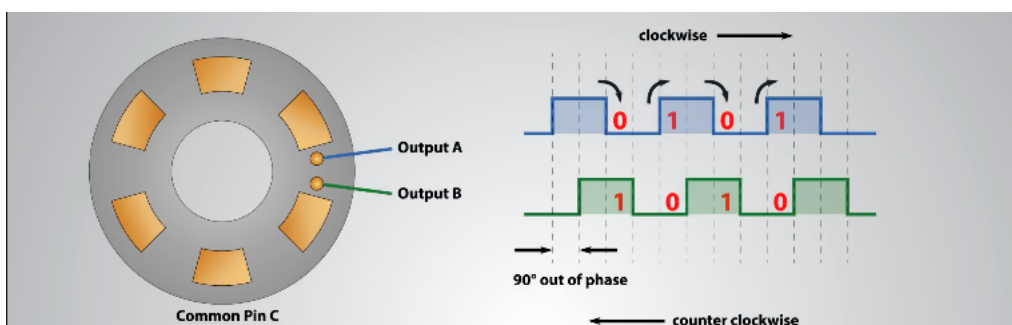 clockwise
0 1 0 1
Output A
Output B
1 0 1 0
90° out of phase
Common Pin C
counter clockwise